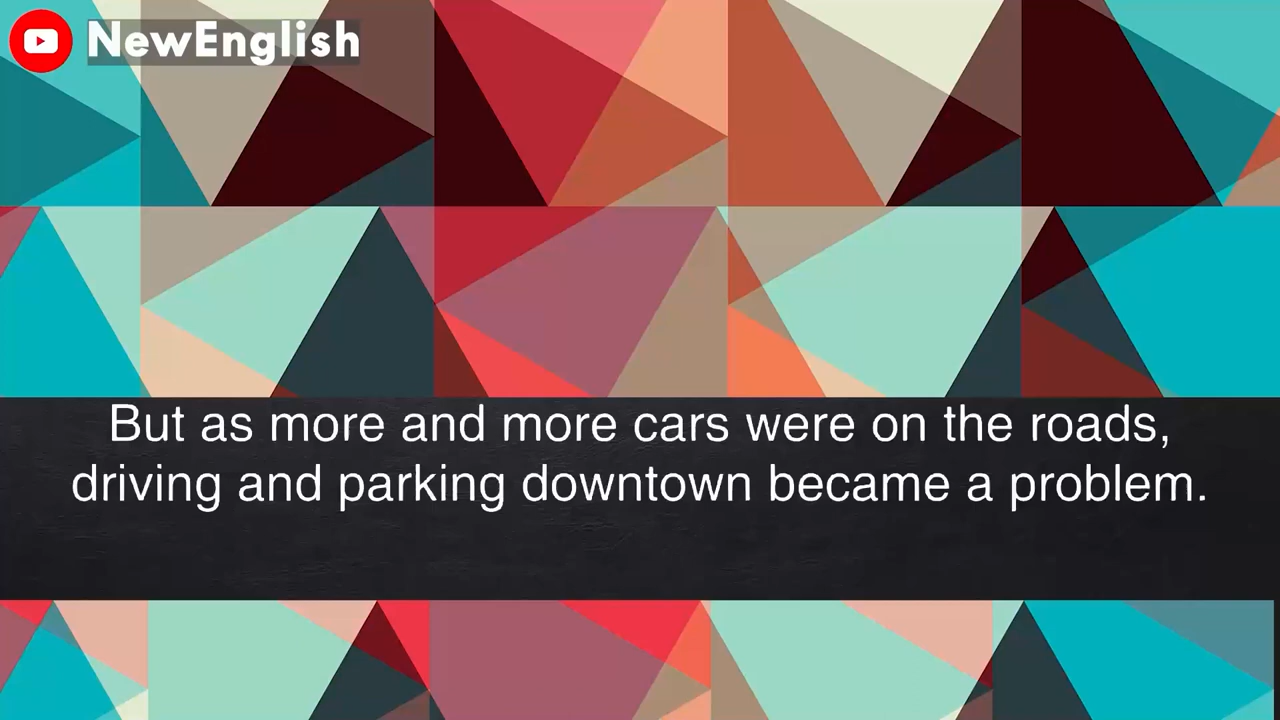 NewEnglish
But as more and more cars were on the roads,
driving and parking downtown became a problem.